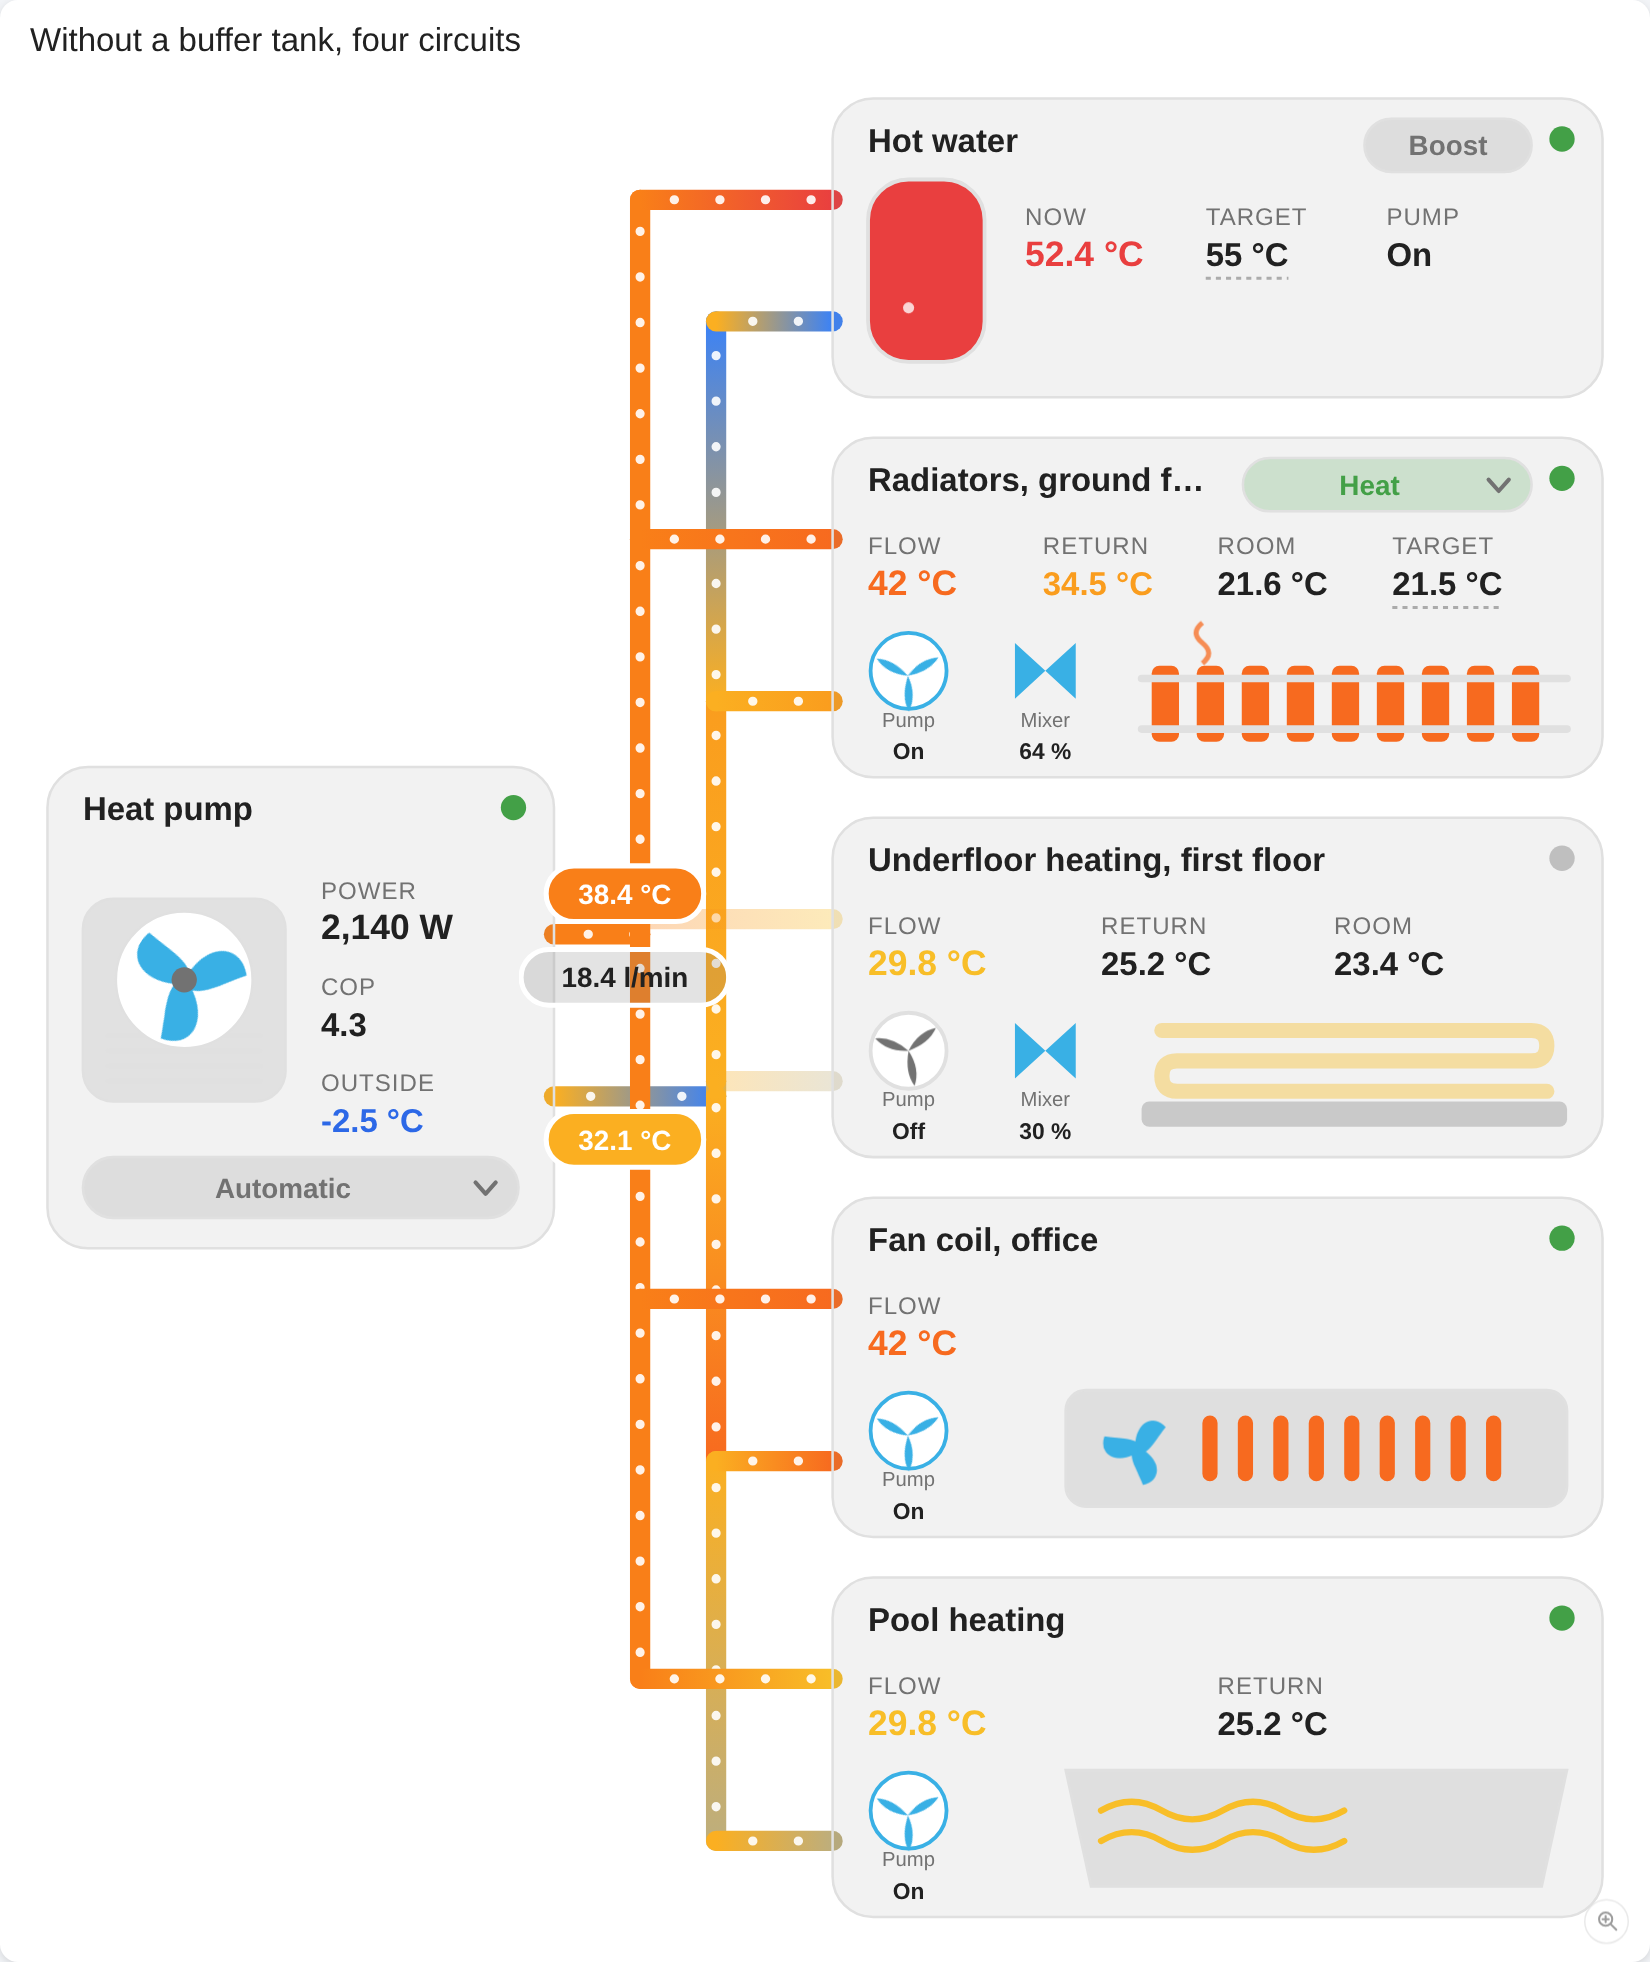 Without a buffer tank, four circuits
Hot water
Boost
NOW
TARGET
PUMP
52.4 °C
55 °C
On
Radiators, ground f…
Heat
FLOW
RETURN
ROOM
TARGET
42 °C
34.5 °C
21.6 °C
21.5 °C
Pump
Mixer
On
64 %
Heat pump
POWER
2,140 W
COP
4.3
OUTSIDE
-2.5 °C
Automatic
38.4 °C
18.4 l/min
32.1 °C
Underfloor heating, first floor
FLOW
RETURN
ROOM
29.8 °C
25.2 °C
23.4 °C
Pump
Mixer
Off
30 %
Fan coil, office
FLOW
42 °C
Pump
On
Pool heating
FLOW
RETURN
29.8 °C
25.2 °C
Pump
On